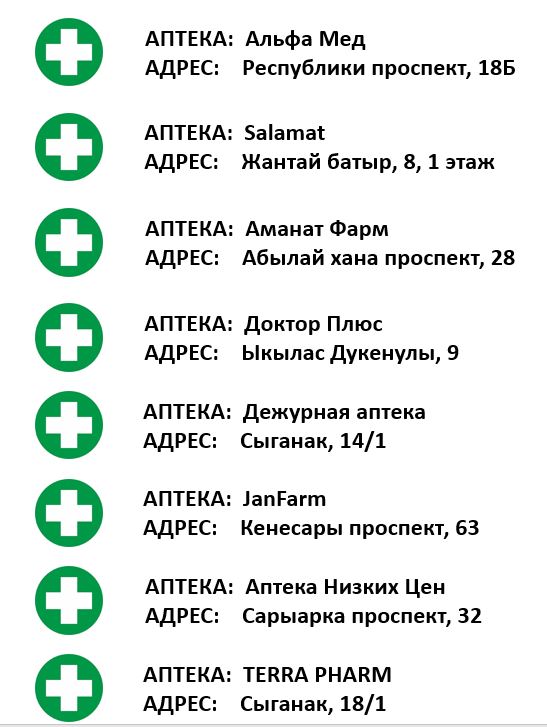 АПТЕКА: Альфа Мед
АДРЕС: Республики проспект, 18Б
АПТЕКА: Salamat
АДРЕС: Жантай батыр, 8, 1 этаж
АПТЕКА: Аманат Фарм
АДРЕС: Абылай хана проспект, 28
АПТЕКА: Доктор Плюс
АДРЕС: Ыкылас Дукенулы, 9
АПТЕКА: Дежурная аптека
АДРЕС: Сыганак, 14/1
АПТЕКА: JanFarm
АДРЕС: Кенесары проспект, 63
АПТЕКА: Аптека Низких Цен
АДРЕС: Сарыарка проспект, 32
АПТЕКА: TERRA PHARM
АДРЕС: Сыганак, 18/1